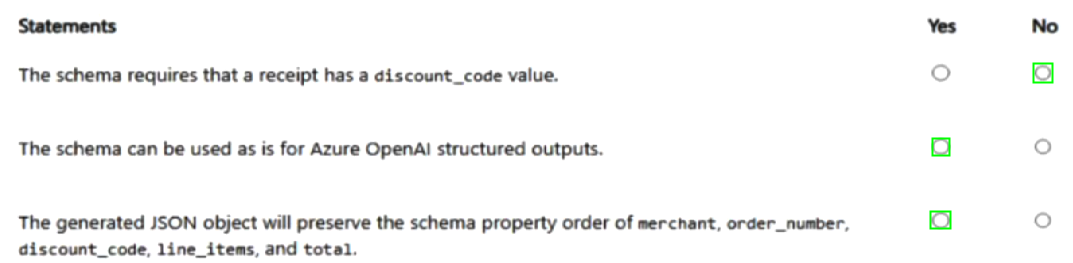 Statements Yes No
The schema requires that a receipt has a discount_code value.
The schema can be used as is for Azure OpenAI structured outputs.
The generated JSON object will preserve the schema property order of merchant, order_number,
discount_code, line_items, and total.